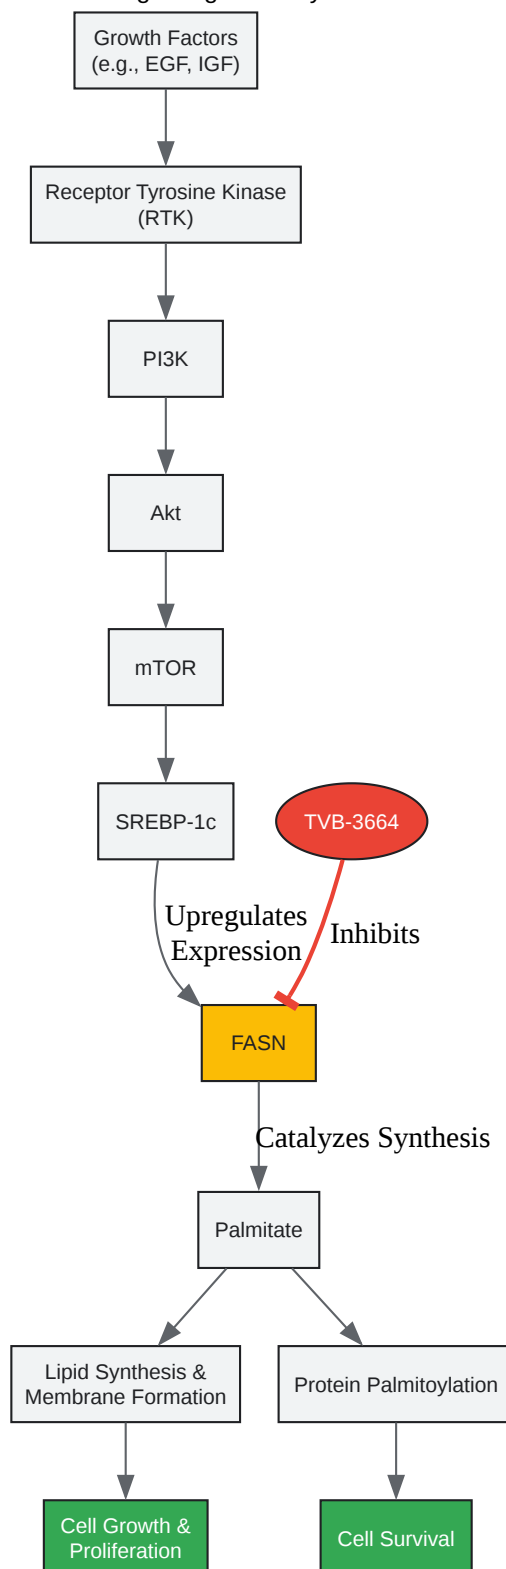 Growth Factors
(e.g., EGF, IGF)
Receptor Tyrosine Kinase
(RTK)
PI3K
Akt
mTOR
SREBP-1c
TVB-3664
Upregulates
Expression
Inhibits
FASN
Catalyzes Synthesis
Palmitate
Lipid Synthesis &
Membrane Formation
Protein Palmitoylation
Cell Growth &
Proliferation
Cell Survival